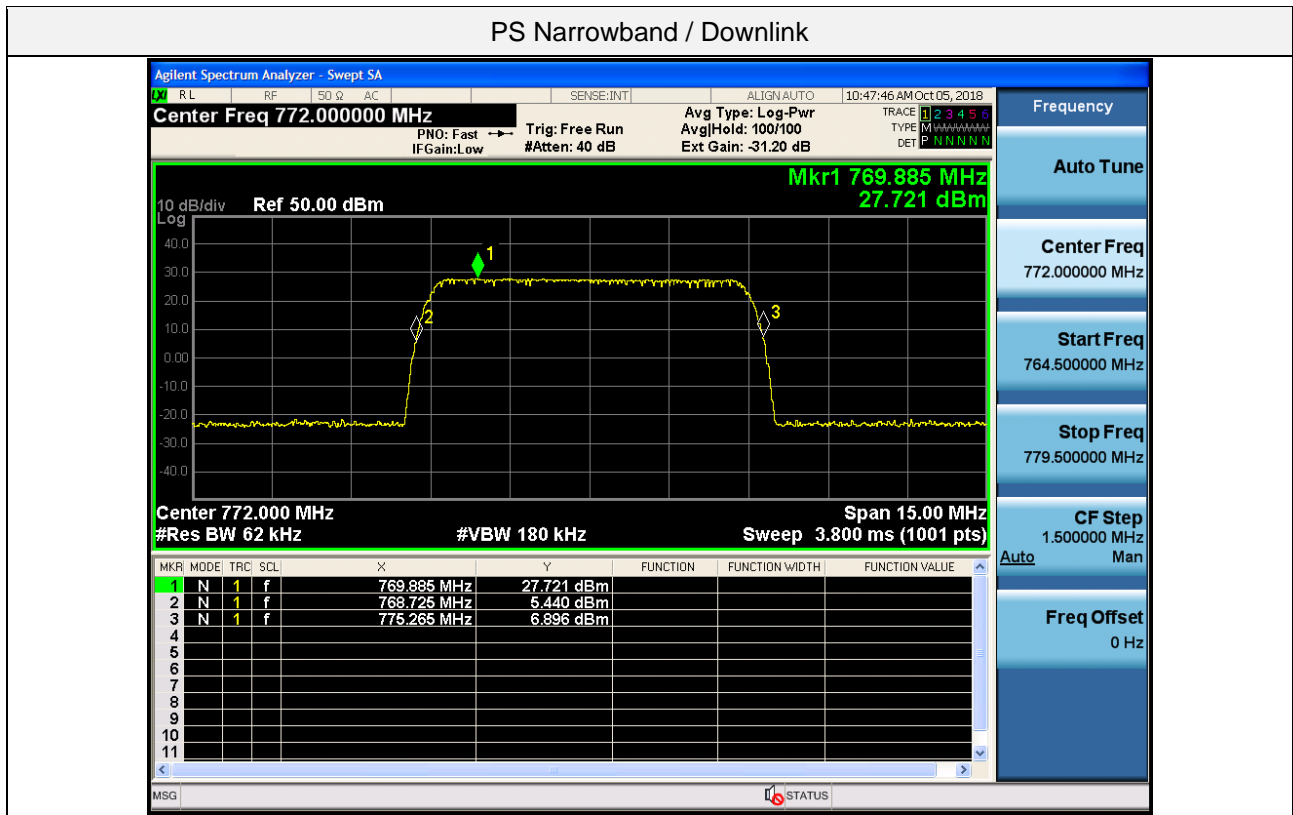 PS Narrowband / Downlink
Agilent Spectrum Analyzer - Swept SA
LXI RL RF 50 Ω AC SENSE:INT ALIGN AUTO 10:47:46 AM Oct 05, 2018
Center Freq 772.000000 MHz
PNO: Fast
IFGain:Low
Trig: Free Run
#Atten: 40 dB
Avg Type: Log-Pwr
Avg|Hold: 100/100
Ext Gain: -31.20 dB
TRACE 1 2 3 4 5 6
TYPE M
DET P N N N N N
Mkr1 769.885 MHz
27.721 dBm
10 dB/div Ref 50.00 dBm
Log
40.0
30.0
20.0
10.0
0.00
-10.0
-20.0
-30.0
-40.0
1
2
3
Center 772.000 MHz Span 15.00 MHz
#Res BW 62 kHz #VBW 180 kHz Sweep 3.800 ms (1001 pts)
MKR MODE TRC SCL X Y FUNCTION FUNCTION WIDTH FUNCTION VALUE
1 N 1 f 769.885 MHz 27.721 dBm
2 N 1 f 768.725 MHz 5.440 dBm
3 N 1 f 775.265 MHz 6.896 dBm
4
5
6
7
8
9
10
11
MSG STATUS
Frequency
Auto Tune
Center Freq
772.000000 MHz
Start Freq
764.500000 MHz
Stop Freq
779.500000 MHz
CF Step
1.500000 MHz
Auto Man
Freq Offset
0 Hz